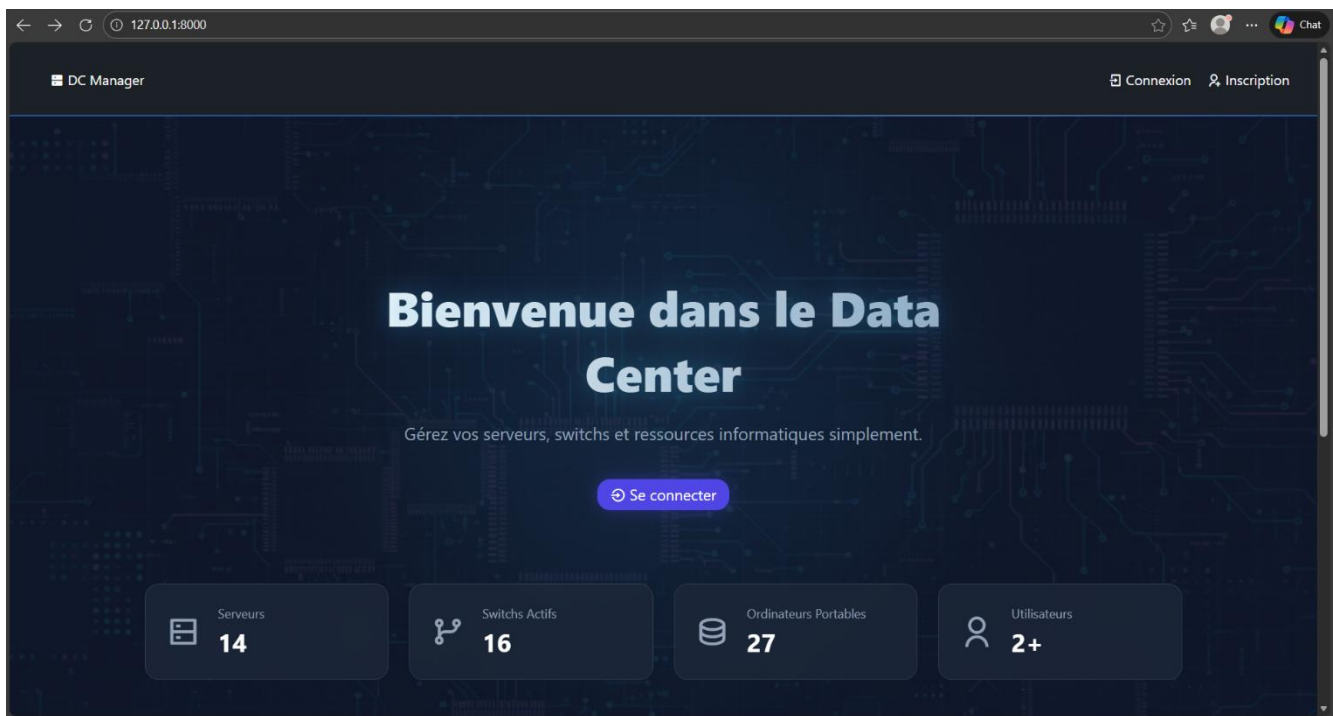 127.0.0.1:8000
Chat
DC Manager
Connexion
Inscription
Bienvenue dans le Data
Center
Gérez vos serveurs, switchs et ressources informatiques simplement.
Se connecter
Serveurs
14
Switchs Actifs
16
Ordinateurs Portables
27
Utilisateurs
2+